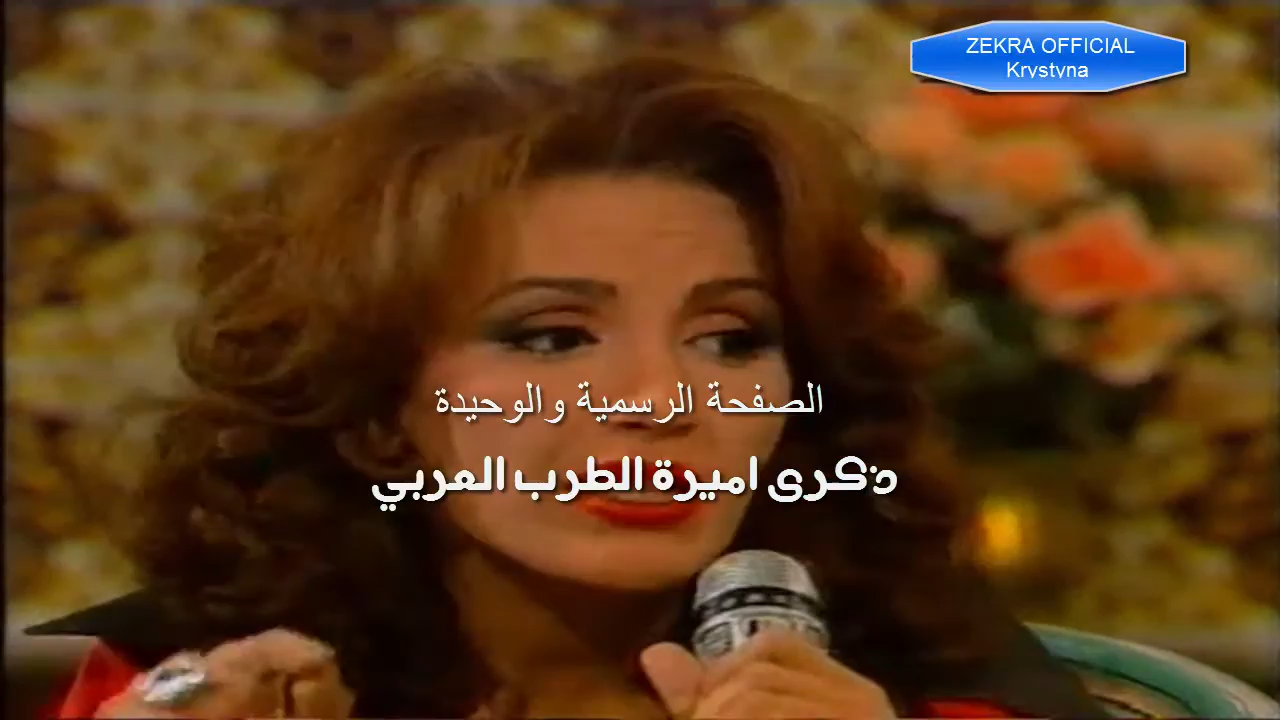 ZEKRA OFFICIAL
Krystyna
الصفحة الرسمية والوحيدة
ذكرى اميرة الطرب العربي